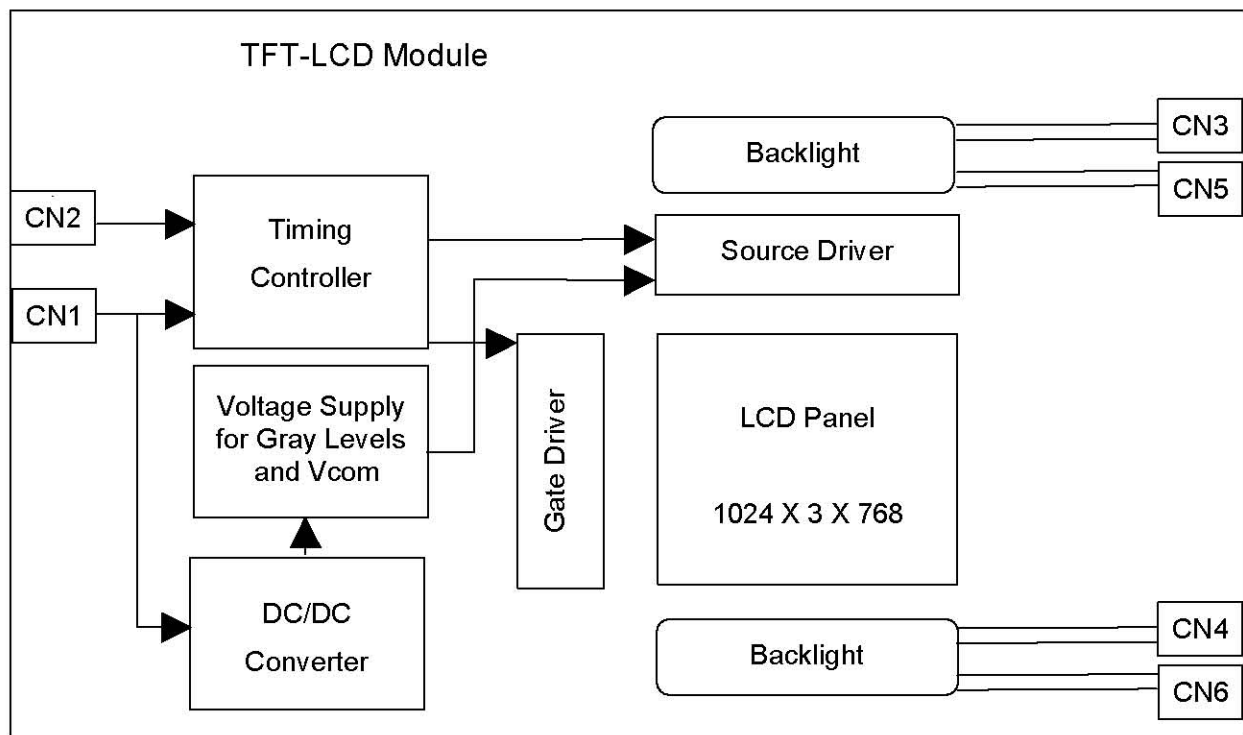 TFT-LCD Module
CN3
Backlight
CN5
CN2
Timing
Controller
Source Driver
CN1
Voltage Supply
for Gray Levels
and Vcom
Gate Driver
LCD Panel
1024 X 3 X 768
DC/DC
Converter
CN4
Backlight
CN6